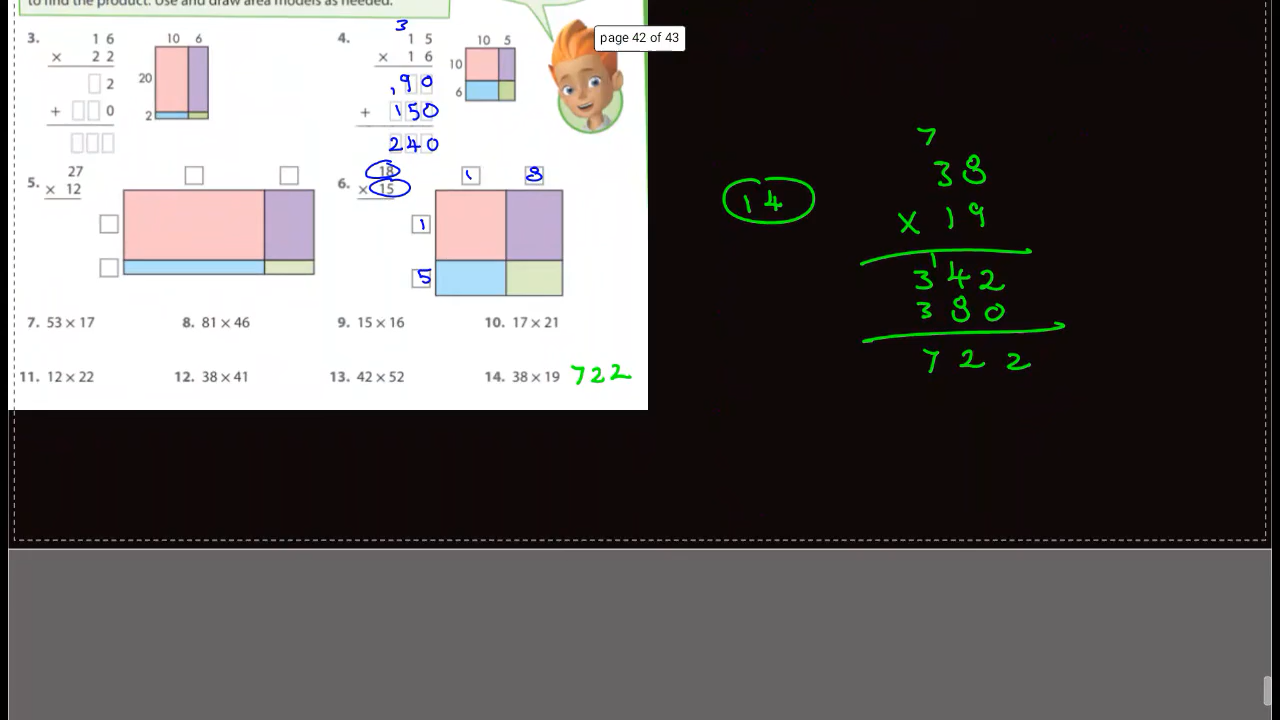 to find the product. Use and draw area models as needed.
page 42 of 43
3. 16
× 22
2
+ 0
10 6
20
2
3
4. 15
× 16
,90
+ 150
240
10 5
10
6
5. 27
× 12
6. 18
× 15
1 8
1
5
7. 53 × 17
8. 81 × 46
9. 15 × 16
10. 17 × 21
11. 12 × 22
12. 38 × 41
13. 42 × 52
14. 38 × 19 722
14
7
38
x 19
1
342
380
722